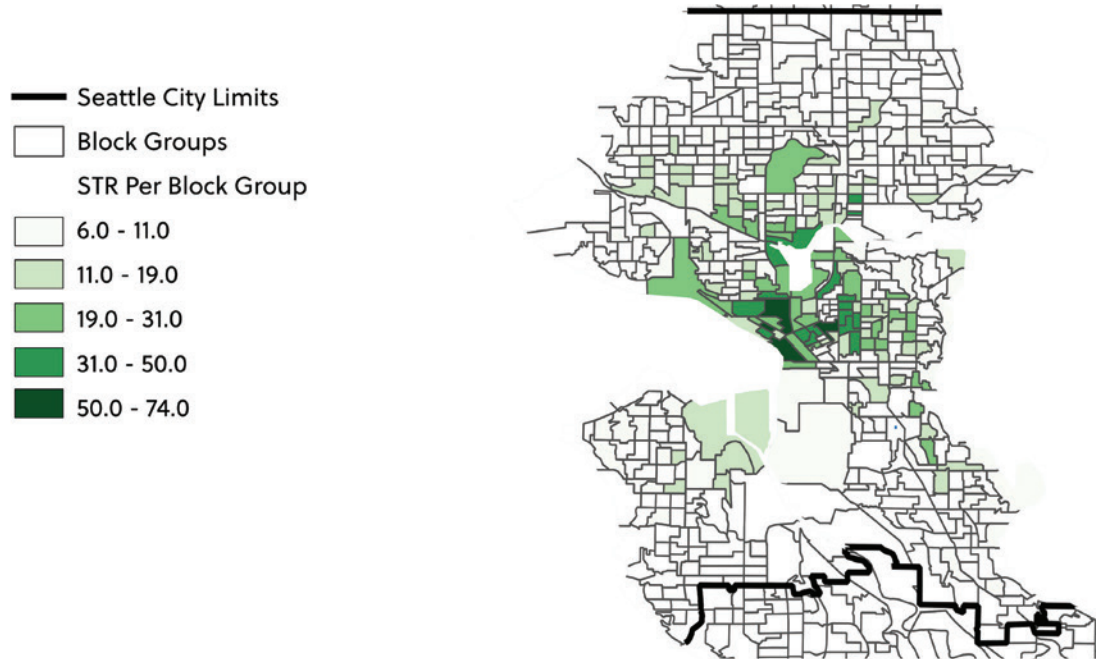 Seattle City Limits
Block Groups
STR Per Block Group
6.0 - 11.0
11.0 - 19.0
19.0 - 31.0
31.0 - 50.0
50.0 - 74.0